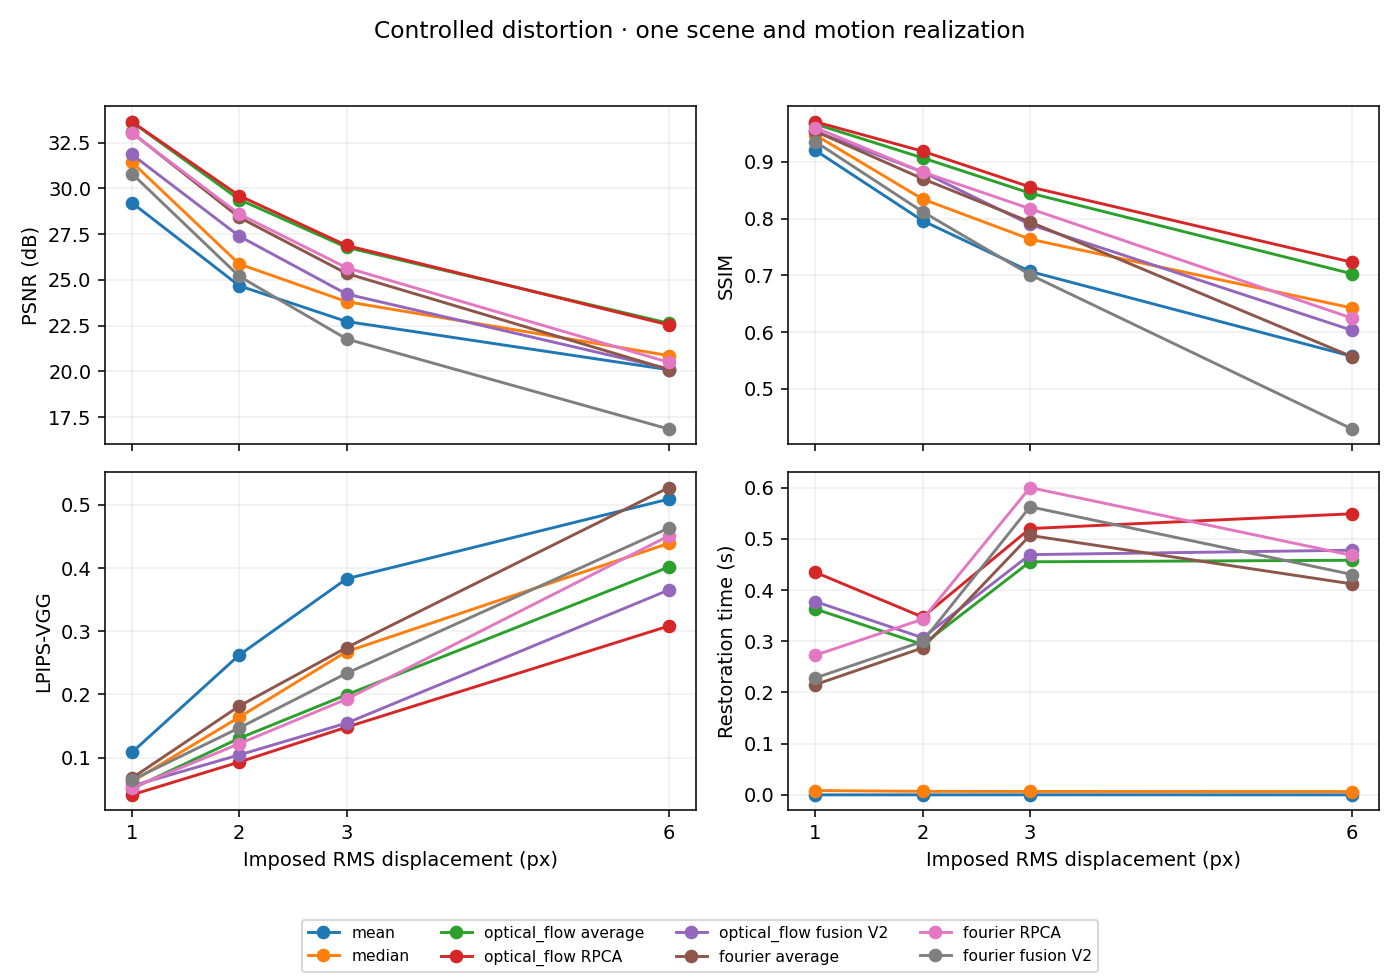 Controlled distortion · one scene and motion realization
PSNR (dB)
32.5
30.0
27.5
25.0
22.5
20.0
17.5
SSIM
0.9
0.8
0.7
0.6
0.5
LPIPS-VGG
0.5
0.4
0.3
0.2
0.1
1 2 3 6
Imposed RMS displacement (px)
Restoration time (s)
0.6
0.5
0.4
0.3
0.2
0.1
0.0
1 2 3 6
Imposed RMS displacement (px)
mean
median
optical_flow average
optical_flow RPCA
optical_flow fusion V2
fourier average
fourier RPCA
fourier fusion V2